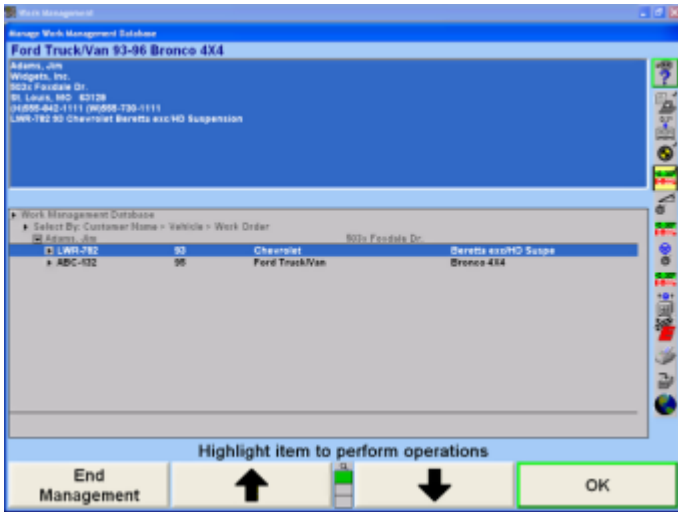 Work Management
Manage Work Management Database
Ford Truck/Van 93-96 Bronco 4X4
Adams, Jim
Widgets, Inc.
503x Foxdale Dr.
St. Louis, MO 63128
(H)555-842-1111 (W)555-730-1111
LWR-782 93 Chevrolet Beretta exc/HD Suspension
Work Management Database
Select By: Customer Name > Vehicle > Work Order
Adams, Jim 503x Foxdale Dr.
LWR-782 93 Chevrolet Beretta exc/HD Suspe
ABC-132 95 Ford Truck/Van Bronco 4X4
Highlight item to perform operations
End Management
OK